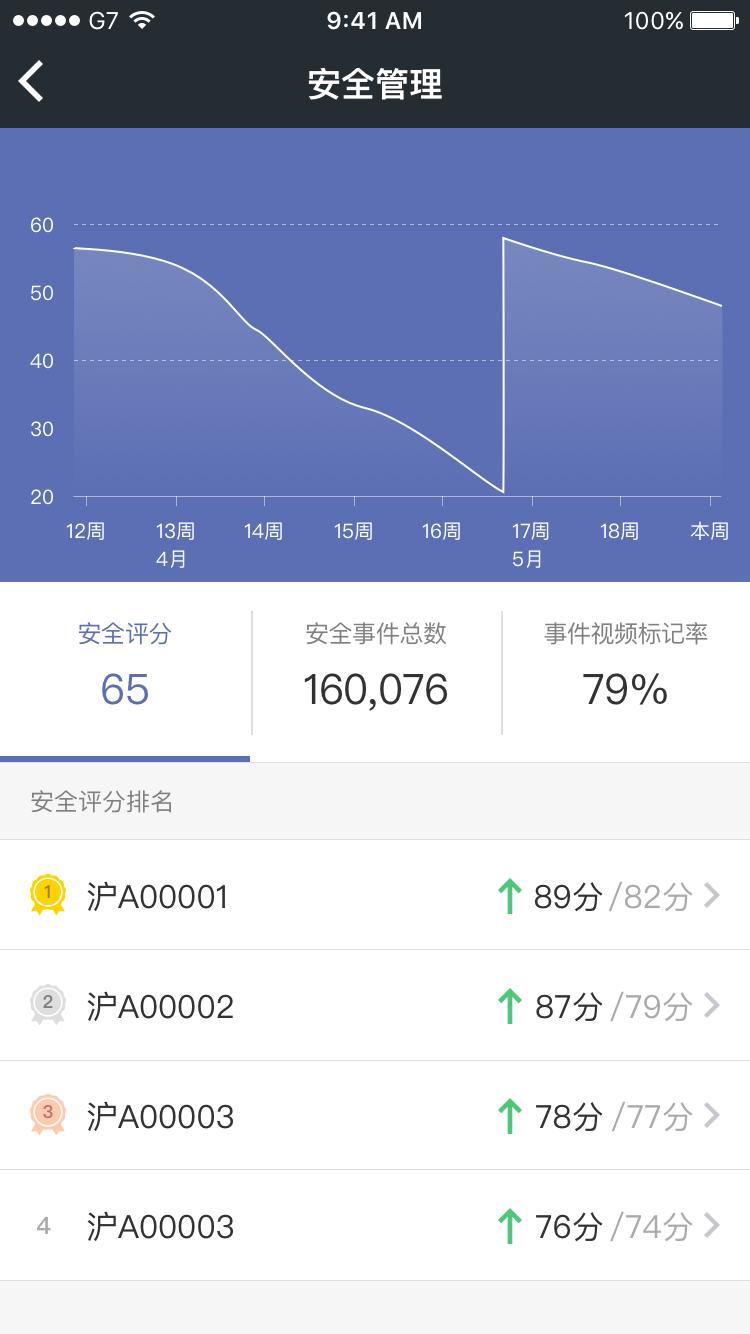 G7 9:41 AM 100%
安全管理
60
50
40
30
20
12周 13周 14周 15周 16周 17周 18周 本周
4月 5月
安全评分 安全事件总数 事件视频标记率
65 160,076 79%
安全评分排名
1 沪A00001 89分 /82分
2 沪A00002 87分 /79分
3 沪A00003 78分 /77分
4 沪A00003 76分 /74分